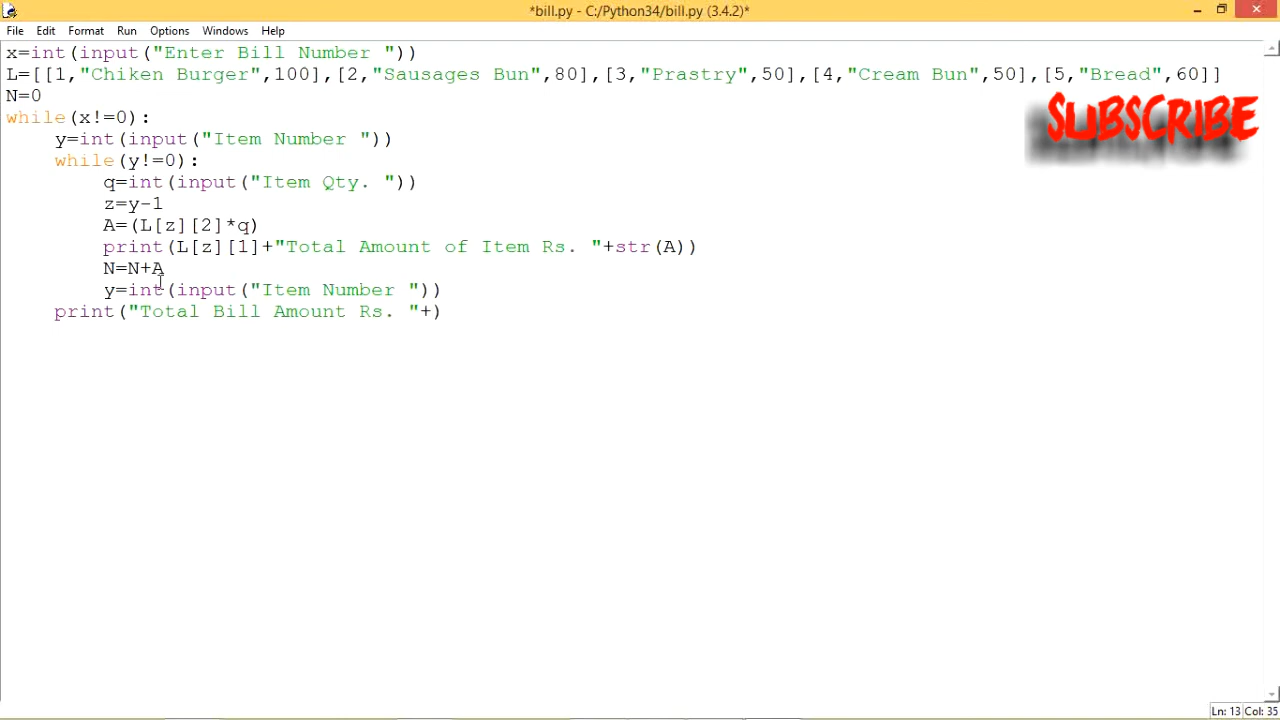 *bill.py - C:/Python34/bill.py (3.4.2)*
File Edit Format Run Options Windows Help
x=int(input("Enter Bill Number "))
L=[[1,"Chiken Burger",100],[2,"Sausages Bun",80],[3,"Prastry",50],[4,"Cream Bun",50],[5,"Bread",60]]
N=0
while(x!=0):
    y=int(input("Item Number "))
    while(y!=0):
        q=int(input("Item Qty. "))
        z=y-1
        A=(L[z][2]*q)
        print(L[z][1]+"Total Amount of Item Rs. "+str(A))
        N=N+A
        y=int(input("Item Number "))
    print("Total Bill Amount Rs. "+)
SUBSCRIBE
Ln: 13 Col: 35